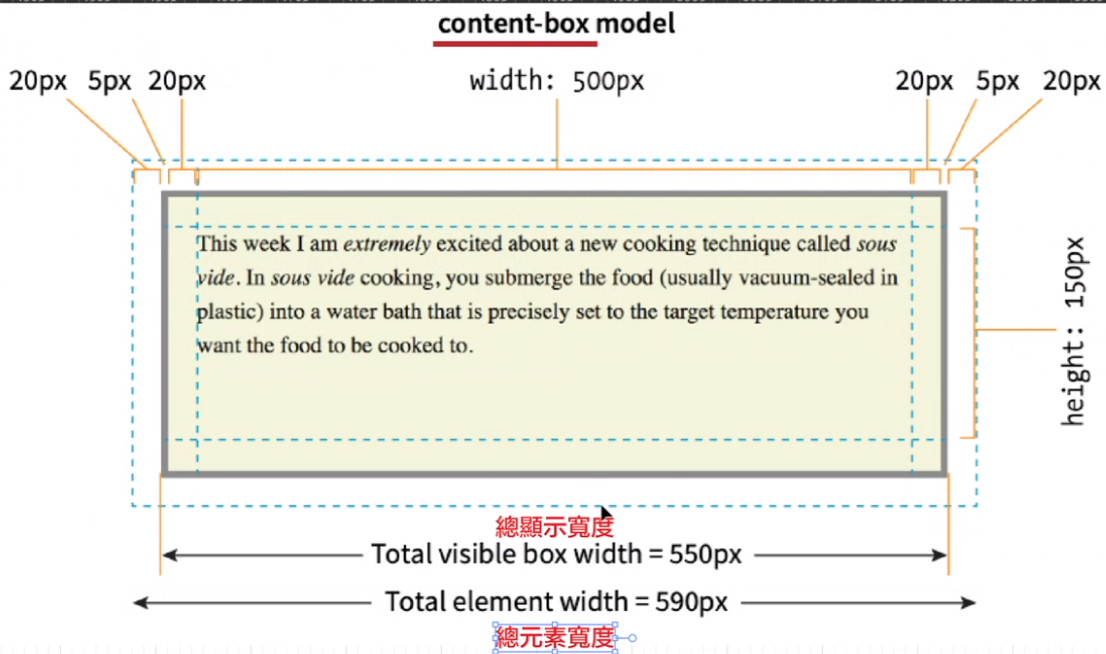 content-box model
20px 5px 20px width: 500px 20px 5px 20px
This week I am extremely excited about a new cooking technique called sous
vide. In sous vide cooking, you submerge the food (usually vacuum-sealed in
plastic) into a water bath that is precisely set to the target temperature you
want the food to be cooked to.
height: 150px
總顯示寬度
Total visible box width = 550px
Total element width = 590px
總元素寬度